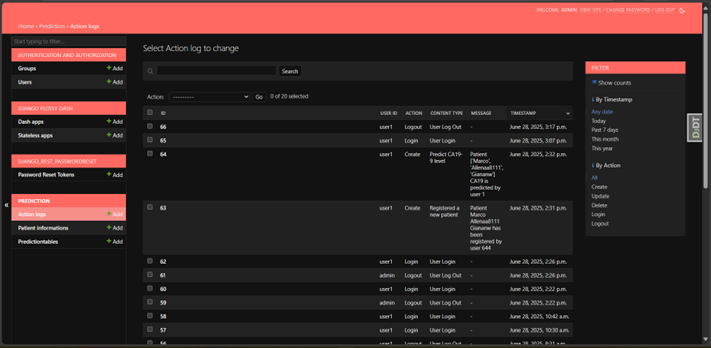 WELCOME, ADMIN. VIEW SITE / CHANGE PASSWORD / LOG OUT
Home › Prediction › Action logs
Start typing to filter...
AUTHENTICATION AND AUTHORIZATION
Groups + Add
Users + Add
DJANGO PLOTLY DASH
Dash apps + Add
Stateless apps + Add
DJANGO_REST_PASSWORDRESET
Password Reset Tokens + Add
PREDICTION
Action logs + Add
Patient informations + Add
Predictiontables + Add
«
Select Action log to change
Search
Action: --------- Go 0 of 20 selected
ID USER ID ACTION CONTENT TYPE MESSAGE TIMESTAMP
66 user1 Logout User Log Out - June 28, 2025, 3:17 p.m.
65 user1 Login User Login - June 28, 2025, 3:07 p.m.
64 user1 Create Predict CA19- Patient June 28, 2025, 2:32 p.m.
9 level ['Marco',
'Allenaa8111',
'Giananw']
CA19 is
predicted by
user 1
63 user1 Create Registered a Patient June 28, 2025, 2:31 p.m.
new patient Marco
Allenaa8111
Giananw has
been
registered by
user 644
62 user1 Login User Login - June 28, 2025, 2:26 p.m.
61 admin Logout User Log Out - June 28, 2025, 2:26 p.m.
60 user1 Login User Login - June 28, 2025, 2:22 p.m.
59 admin Logout User Log Out - June 28, 2025, 2:22 p.m.
58 user1 Login User Login - June 28, 2025, 10:42 a.m.
57 user1 Login User Login - June 28, 2025, 10:30 a.m.
56 user1 Logout User Log Out - June 28, 2025, 8:21 a.m.
FILTER
Show counts
↓ By Timestamp
Any date
Today
Past 7 days
This month
This year
↓ By Action
All
Create
Update
Delete
Login
Logout
DjDT